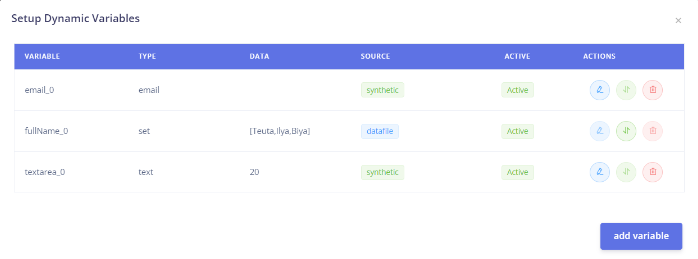 Setup Dynamic Variables
VARIABLE TYPE DATA SOURCE ACTIVE ACTIONS
email_0 email synthetic Active
fullName_0 set [Teuta,Ilya,Biya] datafile Active
textarea_0 text 20 synthetic Active
add variable